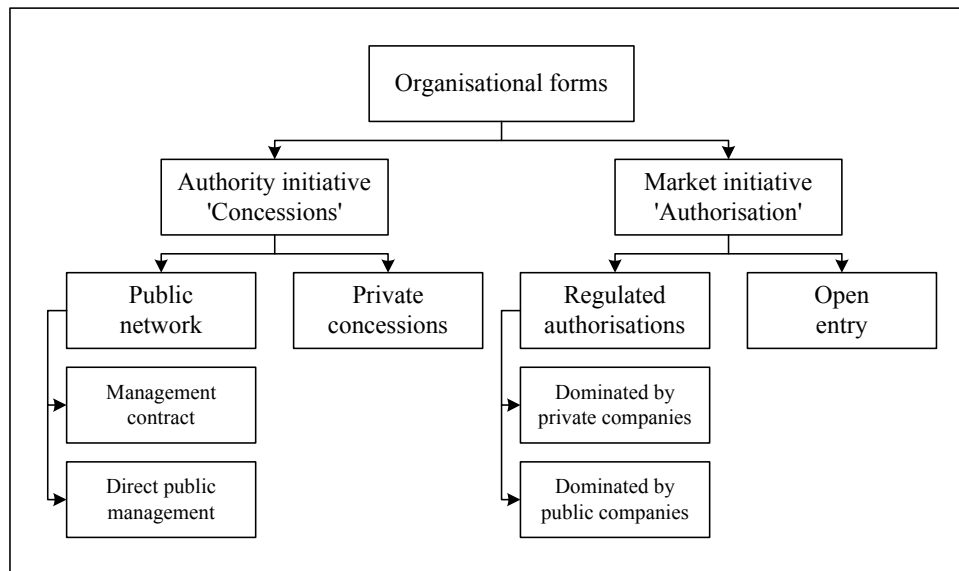 Organisational forms
Authority initiative
'Concessions'
Market initiative
'Authorisation'
Public
network
Private
concessions
Regulated
authorisations
Open
entry
Management
contract
Dominated by
private companies
Direct public
management
Dominated by
public companies